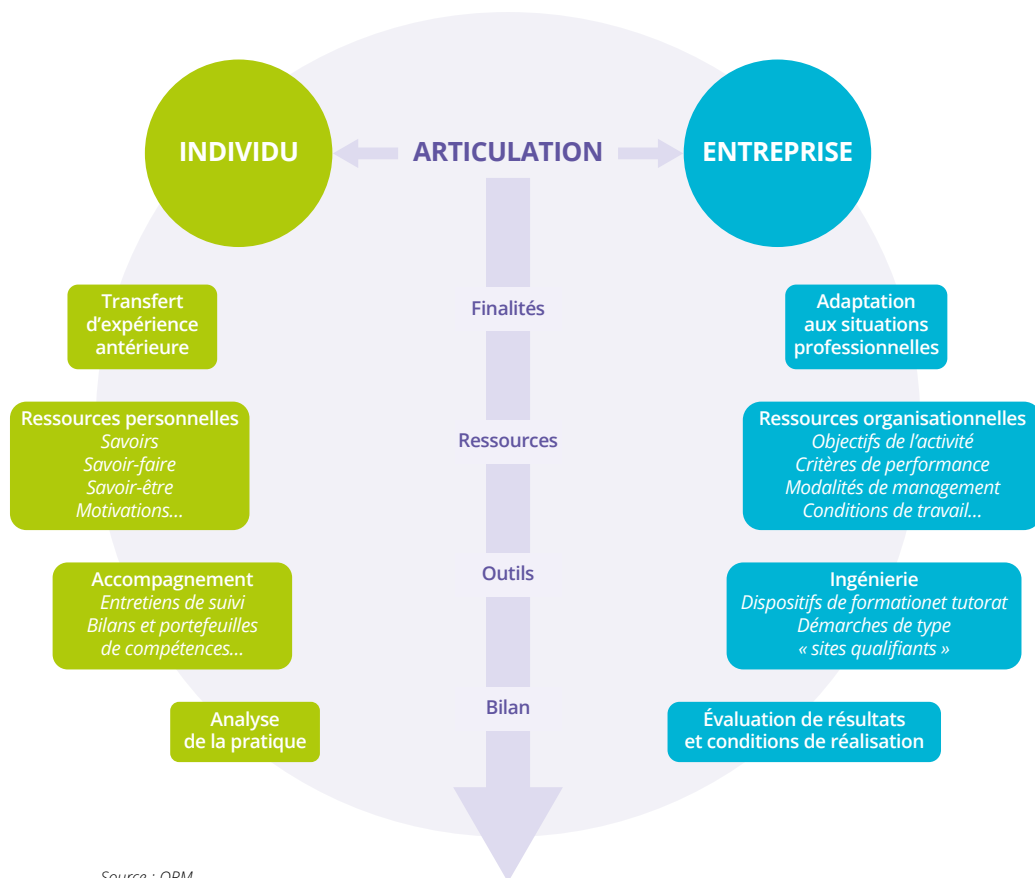 INDIVIDU
ARTICULATION
ENTREPRISE
Transfert
d'expérience
antérieure
Finalités
Adaptation
aux situations
professionnelles
Ressources personnelles
Savoirs
Savoir-faire
Savoir-être
Motivations...
Ressources
Ressources organisationnelles
Objectifs de l'activité
Critères de performance
Modalités de management
Conditions de travail...
Accompagnement
Entretiens de suivi
Bilans et portefeuilles
de compétences...
Outils
Ingénierie
Dispositifs de formationet tutorat
Démarches de type
« sites qualifiants »
Analyse
de la pratique
Bilan
Évaluation de résultats
et conditions de réalisation
Source :